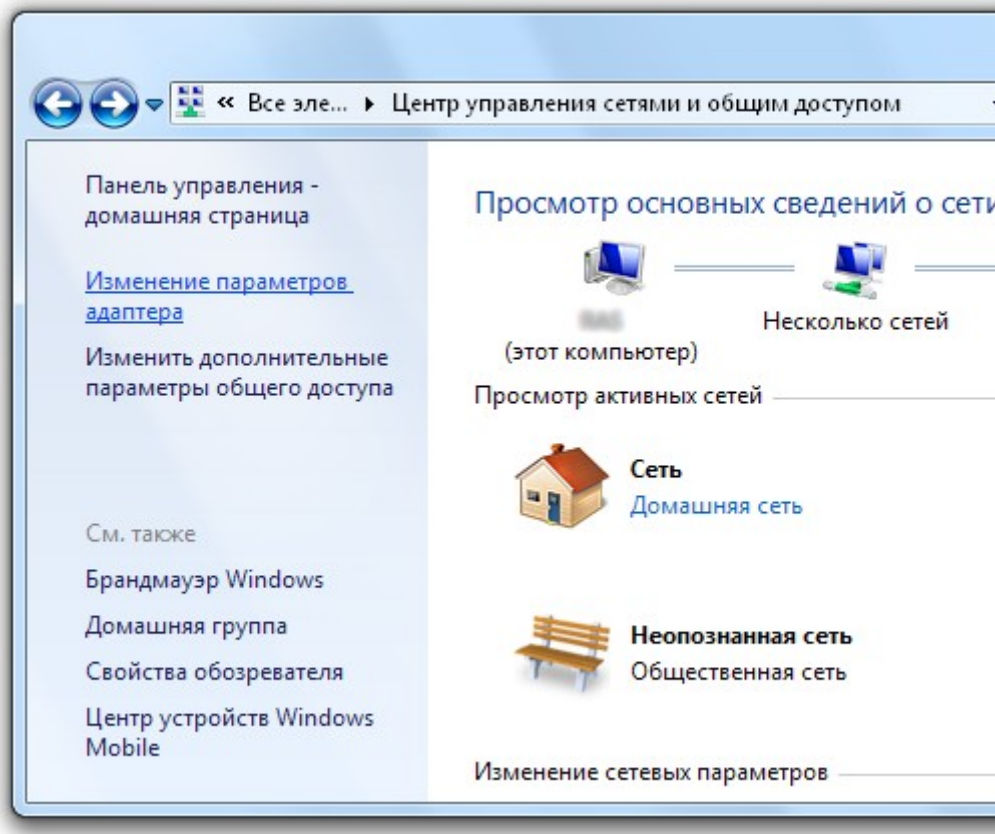 « Все эле... ▸ Центр управления сетями и общим доступом
Панель управления -
домашняя страница
Изменение параметров
адаптера
Изменить дополнительные
параметры общего доступа
См. также
Брандмауэр Windows
Домашняя группа
Свойства обозревателя
Центр устройств Windows
Mobile
Просмотр основных сведений о сети
(этот компьютер)
Несколько сетей
Просмотр активных сетей
Сеть
Домашняя сеть
Неопознанная сеть
Общественная сеть
Изменение сетевых параметров